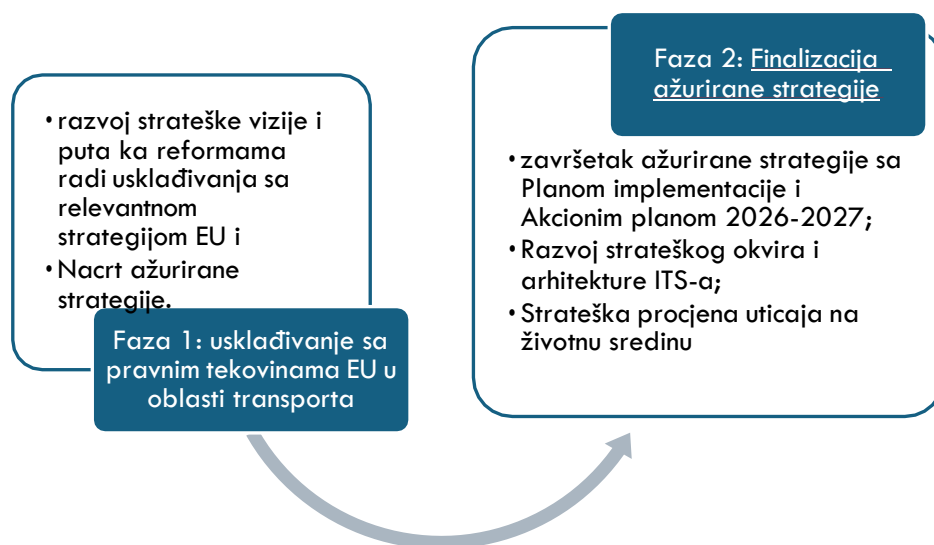 • razvoj strateške vizije i
puta ka reformama
radi usklađivanja sa
relevantnom
strategijom EU i
• Nacrt ažurirane
strategije.
Faza 1: usklađivanje sa
pravnim tekovinama EU u
oblasti transporta
Faza 2: Finalizacija
ažurirane strategije
• završetak ažurirane strategije sa
Planom implementacije i
Akcionim planom 2026-2027;
• Razvoj strateškog okvira i
arhitekture ITS-a;
• Strateška procjena uticaja na
životnu sredinu